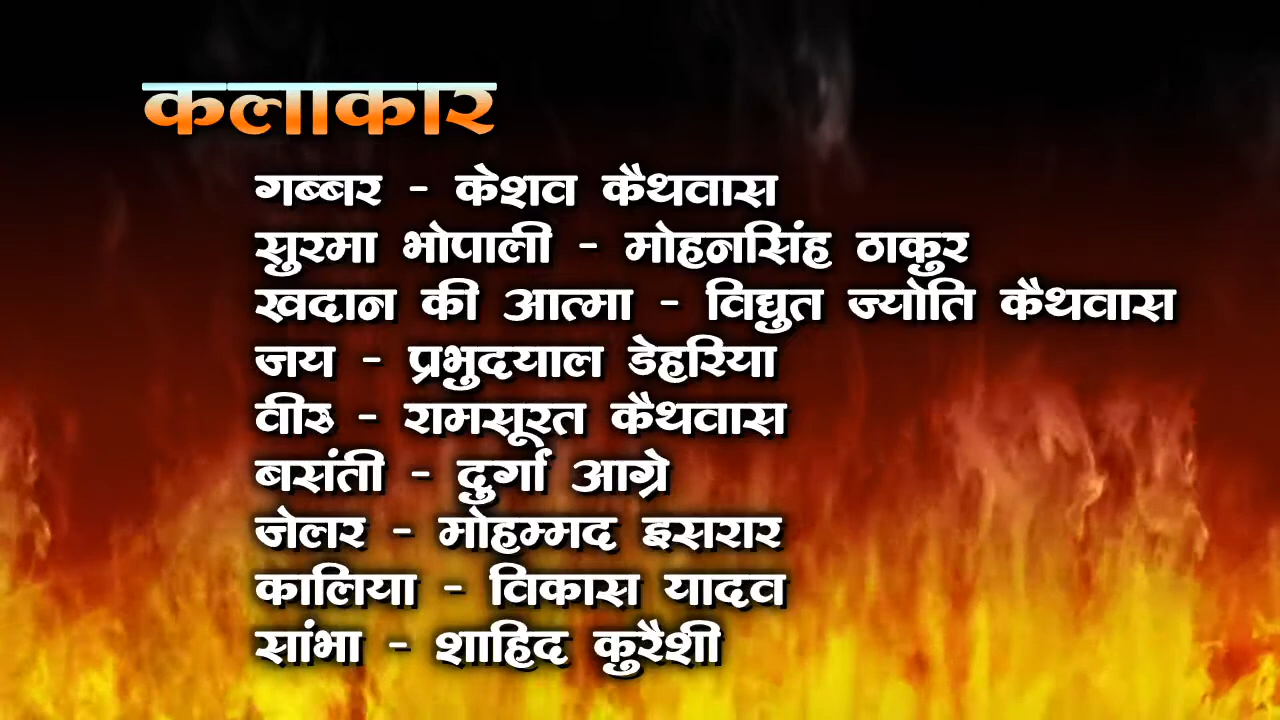 कलाकार
गब्बर - केशव कैथवास
सुरमा भोपाली - मोहनसिंह ठाकुर
खदान की आत्मा - विद्युत ज्योति कैथवास
जय - प्रभुदयाल डेहरिया
वीरु - रामसूरत कैथवास
बसंती - दुर्गा आग्रे
जेलर - मोहम्मद इसरार
कालिया - विकास यादव
सांभा - शाहिद कुरैशी